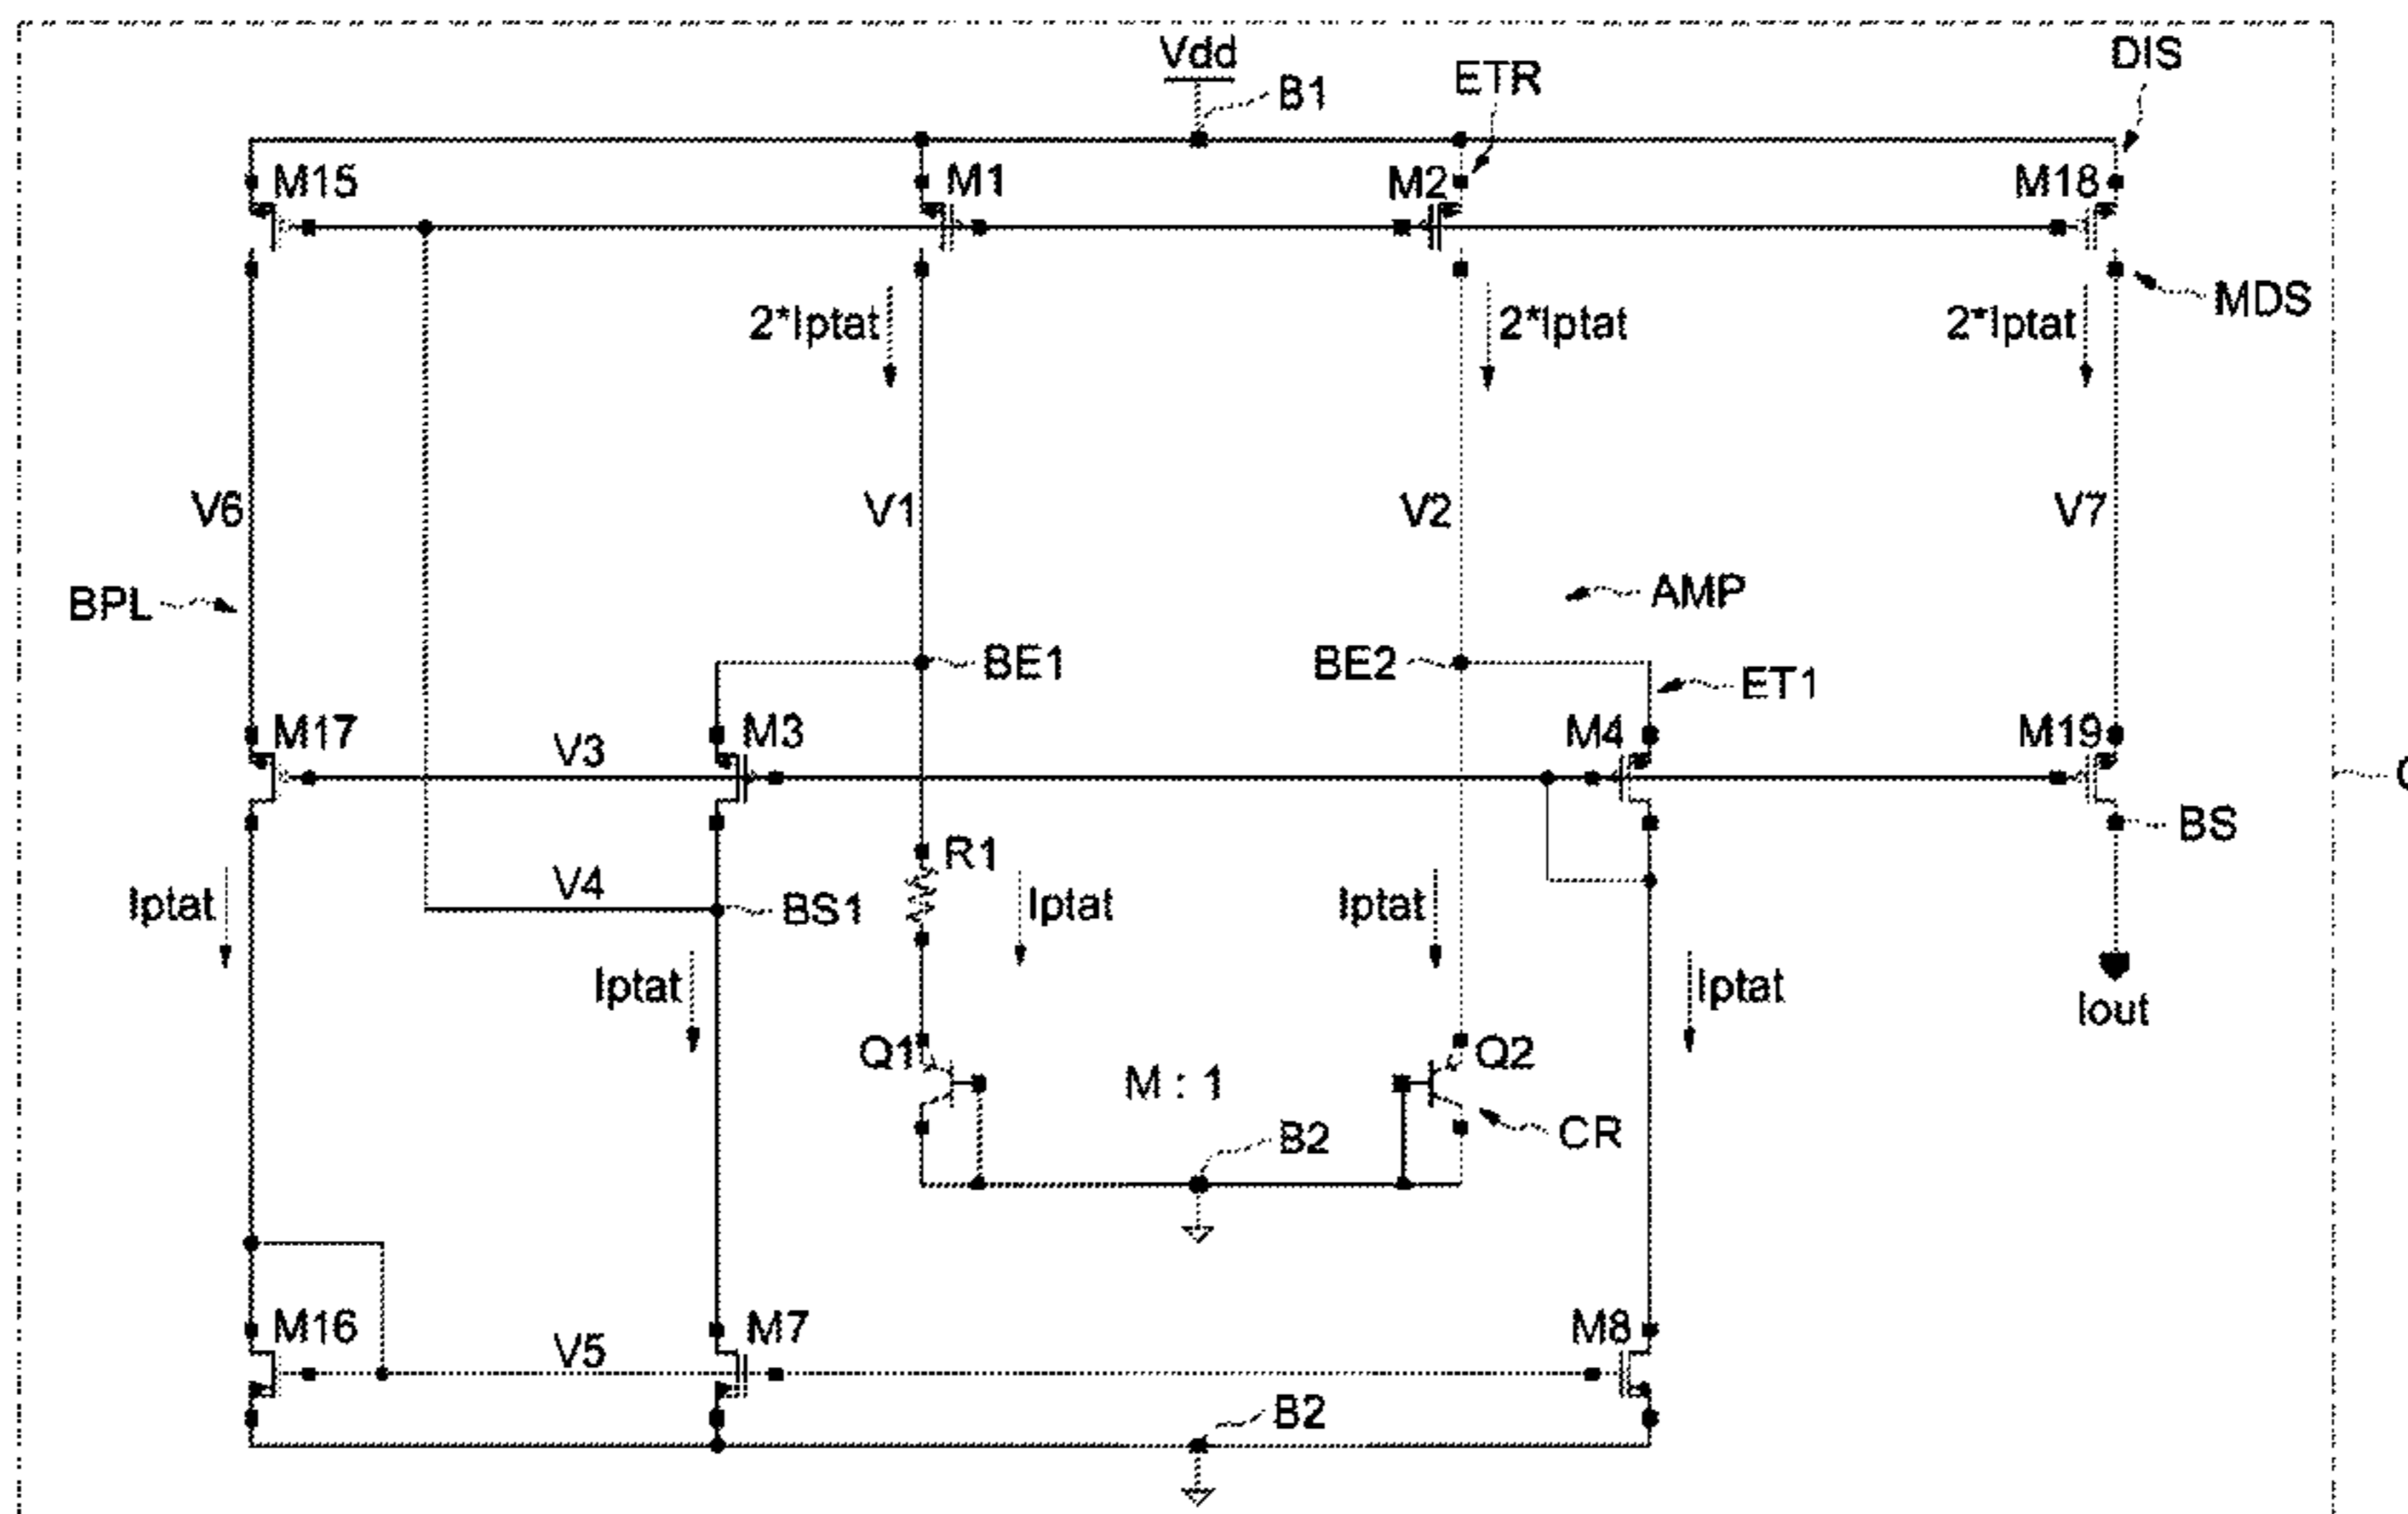 Vdd
B1
ETR
DIS
M15
M1
M2
M18
MDS
2*Iptat
2*Iptat
2*Iptat
V6
V1
V2
V7
BPL
AMP
BE1
BE2
ET1
M17
V3
M3
M4
M19
R1
BS
Iptat
V4
BS1
Iptat
Iptat
Iptat
Iptat
Iout
Q1
M : 1
Q2
B2
CR
M16
V5
M7
M8
B2